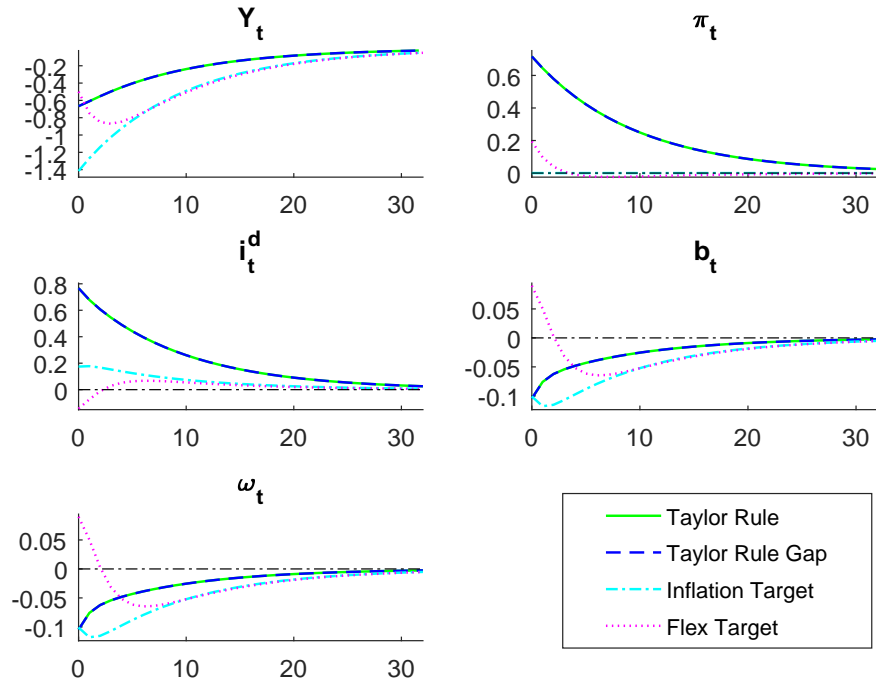 Y_t
-0.2
-0.4
-0.6
-0.8
-1
-1.2
-1.4
0 10 20 30
π_t
0.6
0.4
0.2
0
0 10 20 30
i_t^d
0.8
0.6
0.4
0.2
0
0 10 20 30
b_t
0.05
0
-0.05
-0.1
0 10 20 30
ω_t
0.05
0
-0.05
-0.1
0 10 20 30
Taylor Rule
Taylor Rule Gap
Inflation Target
Flex Target